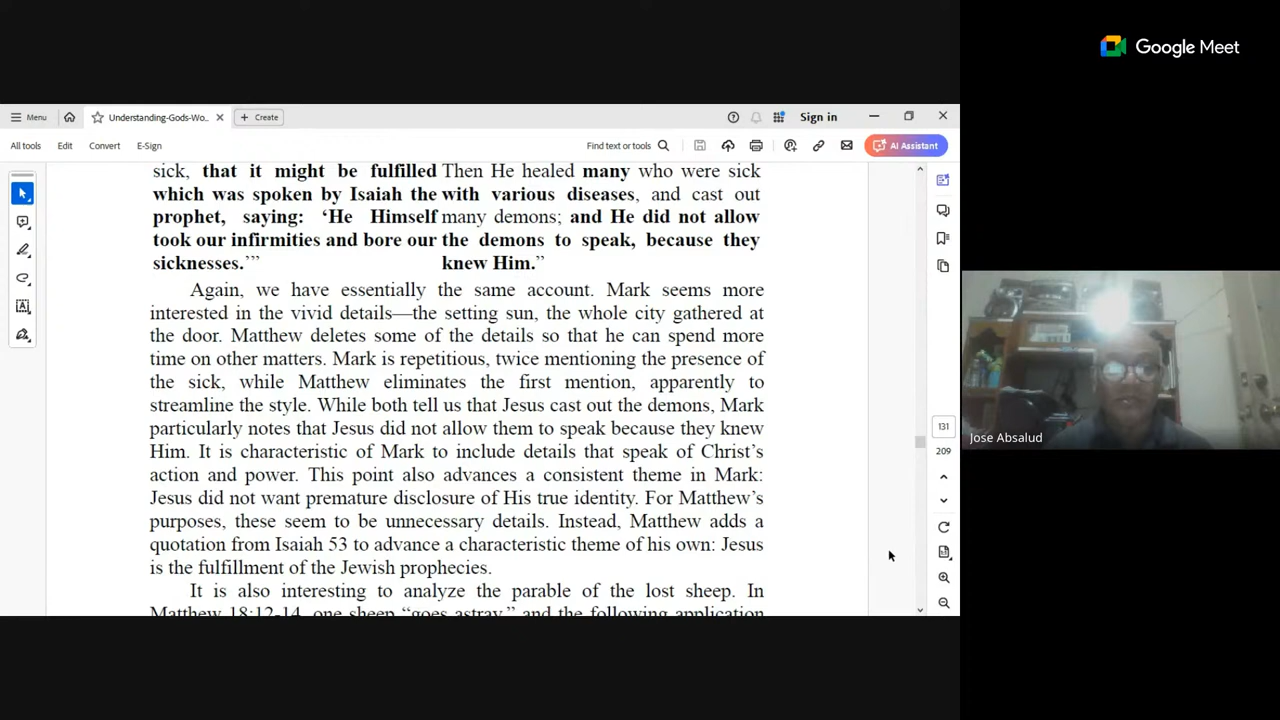 Google Meet
Menu
Understanding-Gods-Wo...
Create
Sign in
All tools
Edit
Convert
E-Sign
Find text or tools
AI Assistant
sick, that it might be fulfilled
which was spoken by Isaiah the
prophet, saying: ‘He Himself
took our infirmities and bore our
sicknesses.’”
Then He healed many who were sick
with various diseases, and cast out
many demons; and He did not allow
the demons to speak, because they
knew Him.”
Again, we have essentially the same account. Mark seems more
interested in the vivid details—the setting sun, the whole city gathered at
the door. Matthew deletes some of the details so that he can spend more
time on other matters. Mark is repetitious, twice mentioning the presence of
the sick, while Matthew eliminates the first mention, apparently to
streamline the style. While both tell us that Jesus cast out the demons, Mark
particularly notes that Jesus did not allow them to speak because they knew
Him. It is characteristic of Mark to include details that speak of Christ’s
action and power. This point also advances a consistent theme in Mark:
Jesus did not want premature disclosure of His true identity. For Matthew’s
purposes, these seem to be unnecessary details. Instead, Matthew adds a
quotation from Isaiah 53 to advance a characteristic theme of his own: Jesus
is the fulfillment of the Jewish prophecies.
It is also interesting to analyze the parable of the lost sheep. In
Matthew 18:12-14, one sheep “goes astray,” and the following application
131
209
Jose Absalud